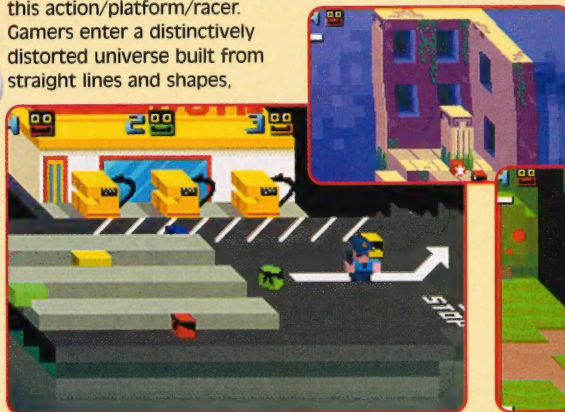 this action/platform/racer.
Gamers enter a distinctively
distorted universe built from
straight lines and shapes,
1
2
3
STOP